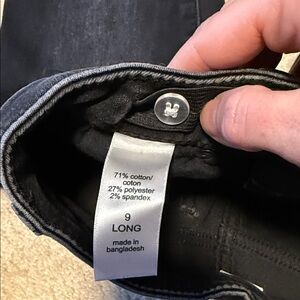 71% cotton/
coton
27% polyester
2% spandex
9
LONG
made in
bangladesh